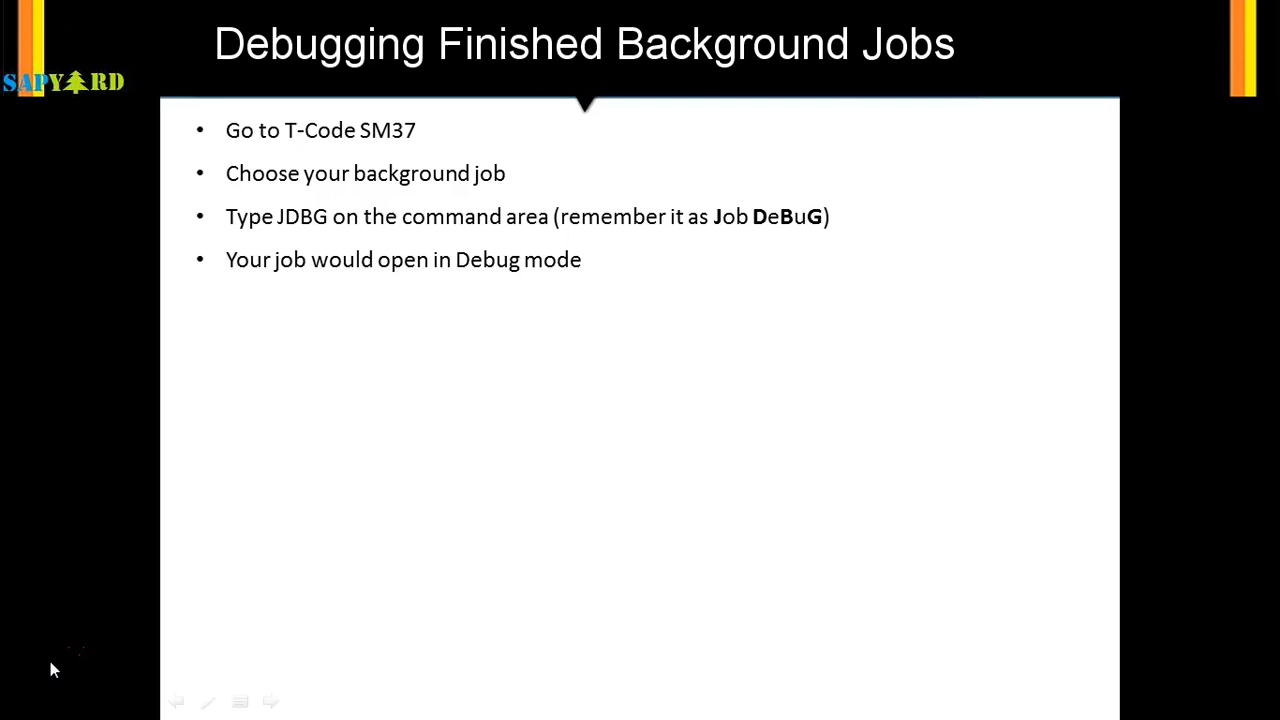 Debugging Finished Background Jobs
SAPYARD
• Go to T-Code SM37
• Choose your background job
• Type JDBG on the command area (remember it as Job DeBuG)
• Your job would open in Debug mode